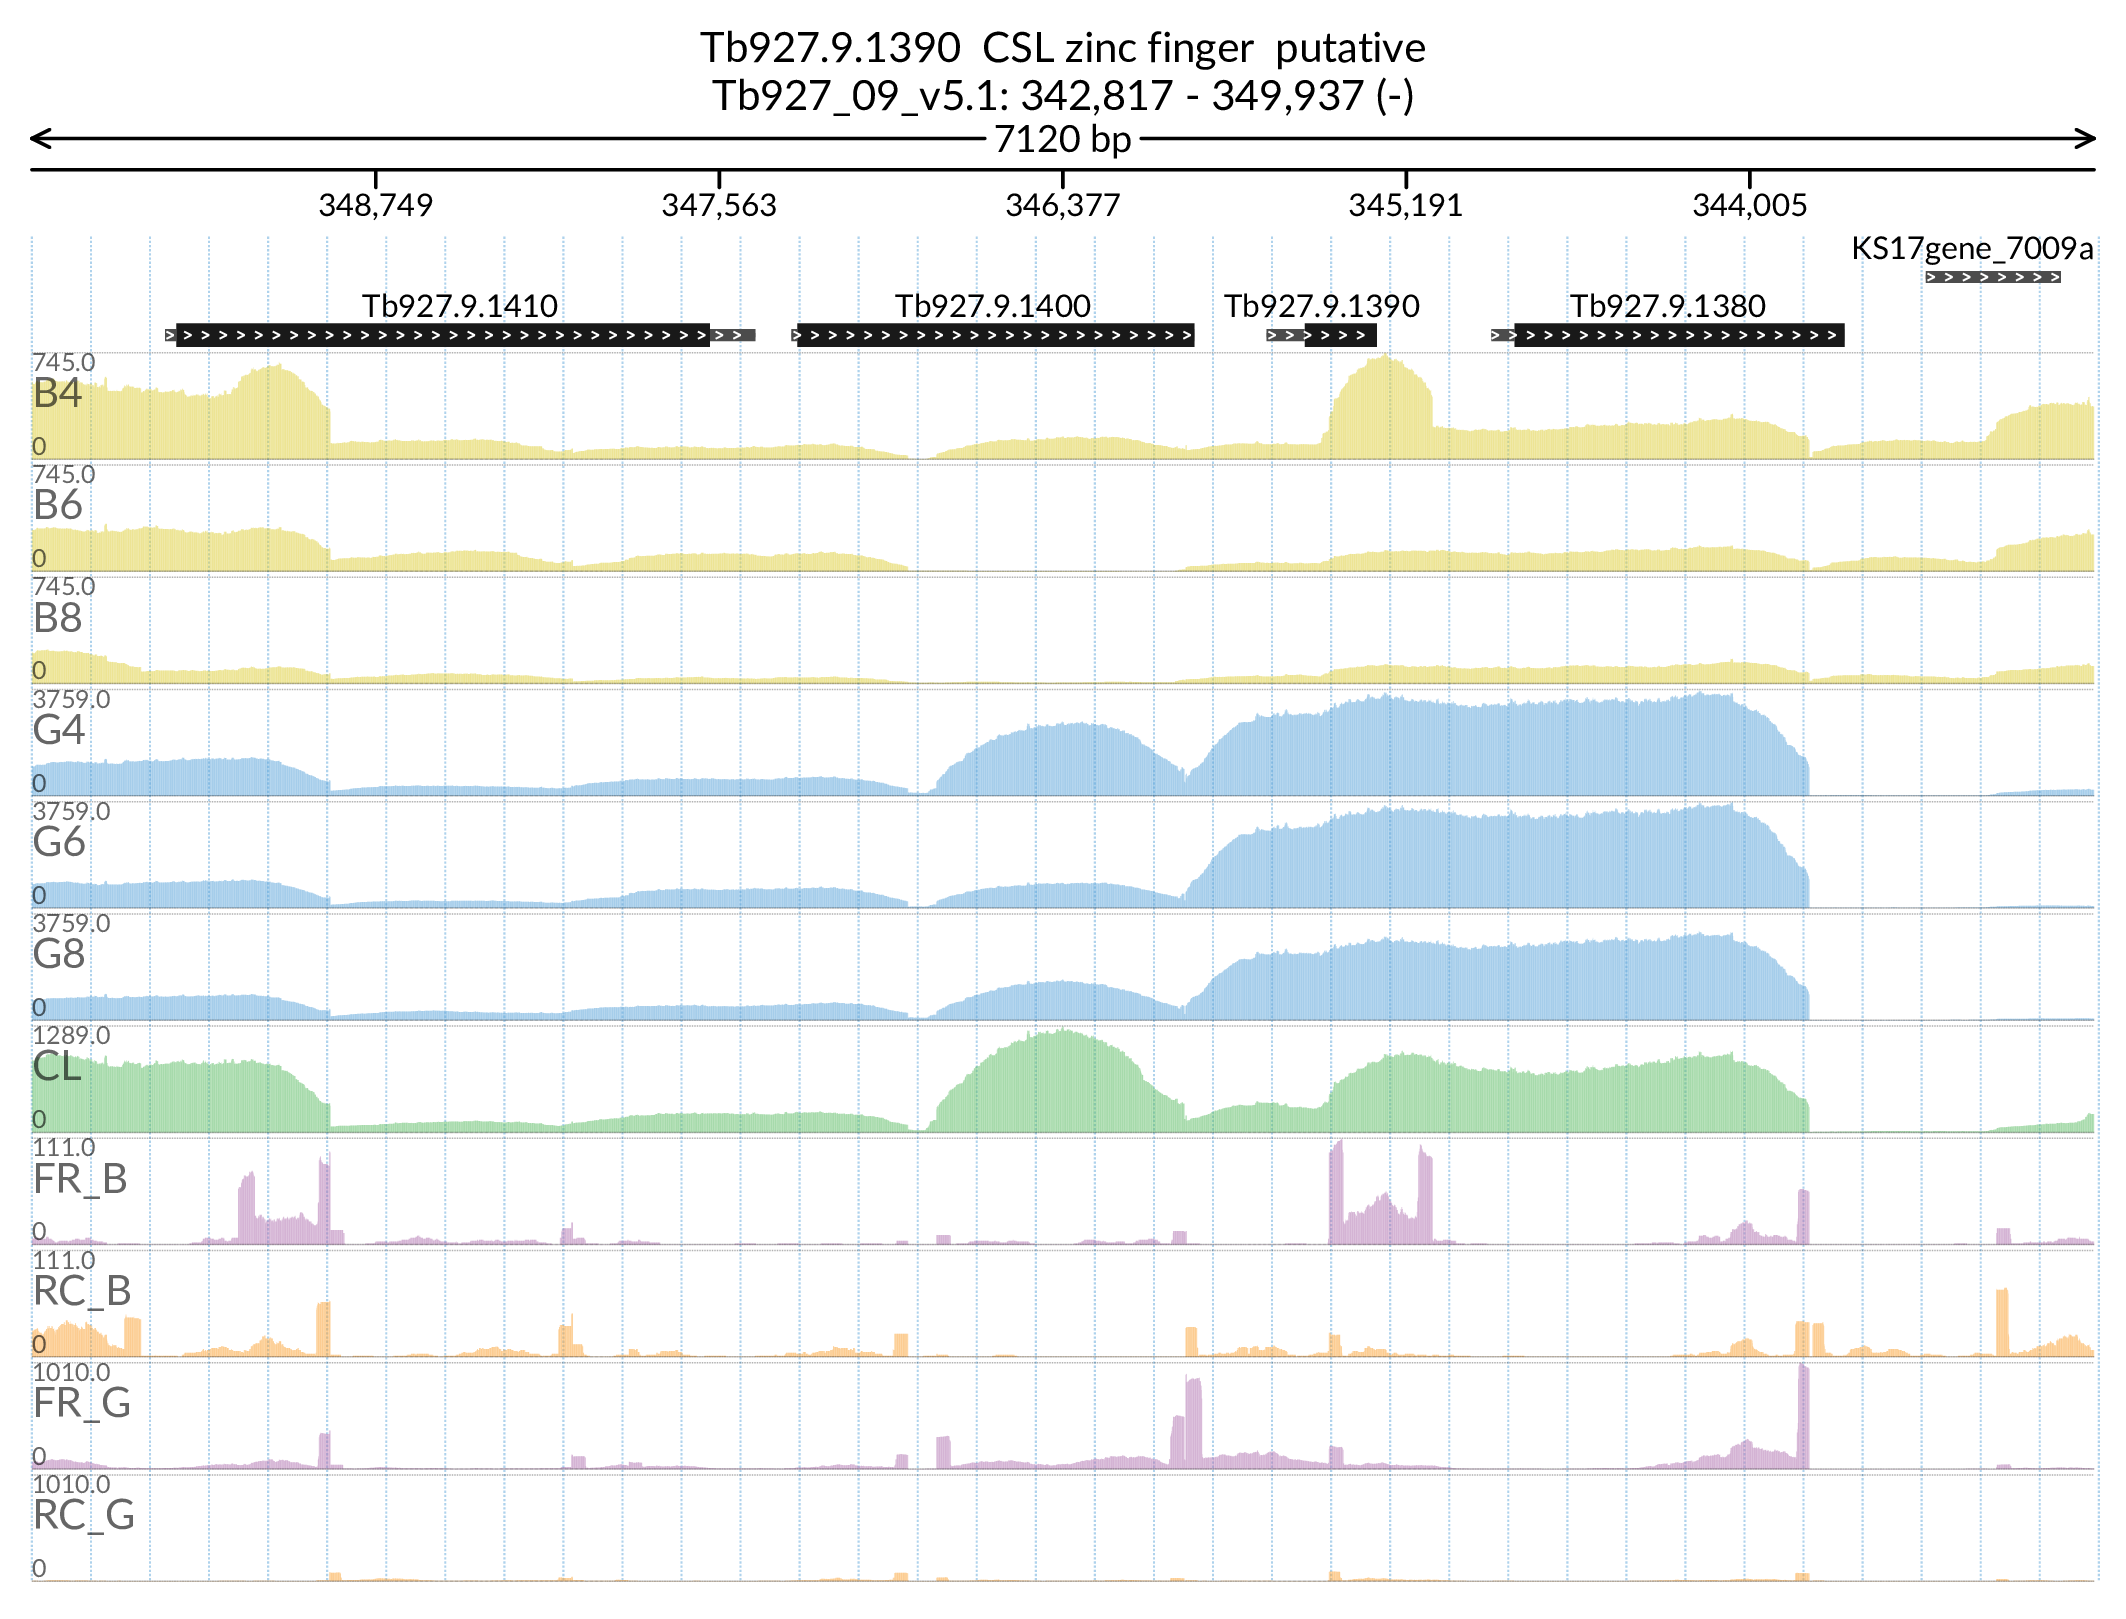 Tb927.9.1390  CSL zinc finger  putative
Tb927_09_v5.1: 342,817 - 349,937 (-)
7120 bp
348,749 347,563 346,377 345,191 344,005
KS17gene_7009a
Tb927.9.1410 Tb927.9.1400 Tb927.9.1390 Tb927.9.1380
745.0
B4
0
745.0
B6
0
745.0
B8
0
3759.0
G4
0
3759.0
G6
0
3759.0
G8
0
1289.0
CL
0
111.0
FR_B
0
111.0
RC_B
0
1010.0
FR_G
0
1010.0
RC_G
0